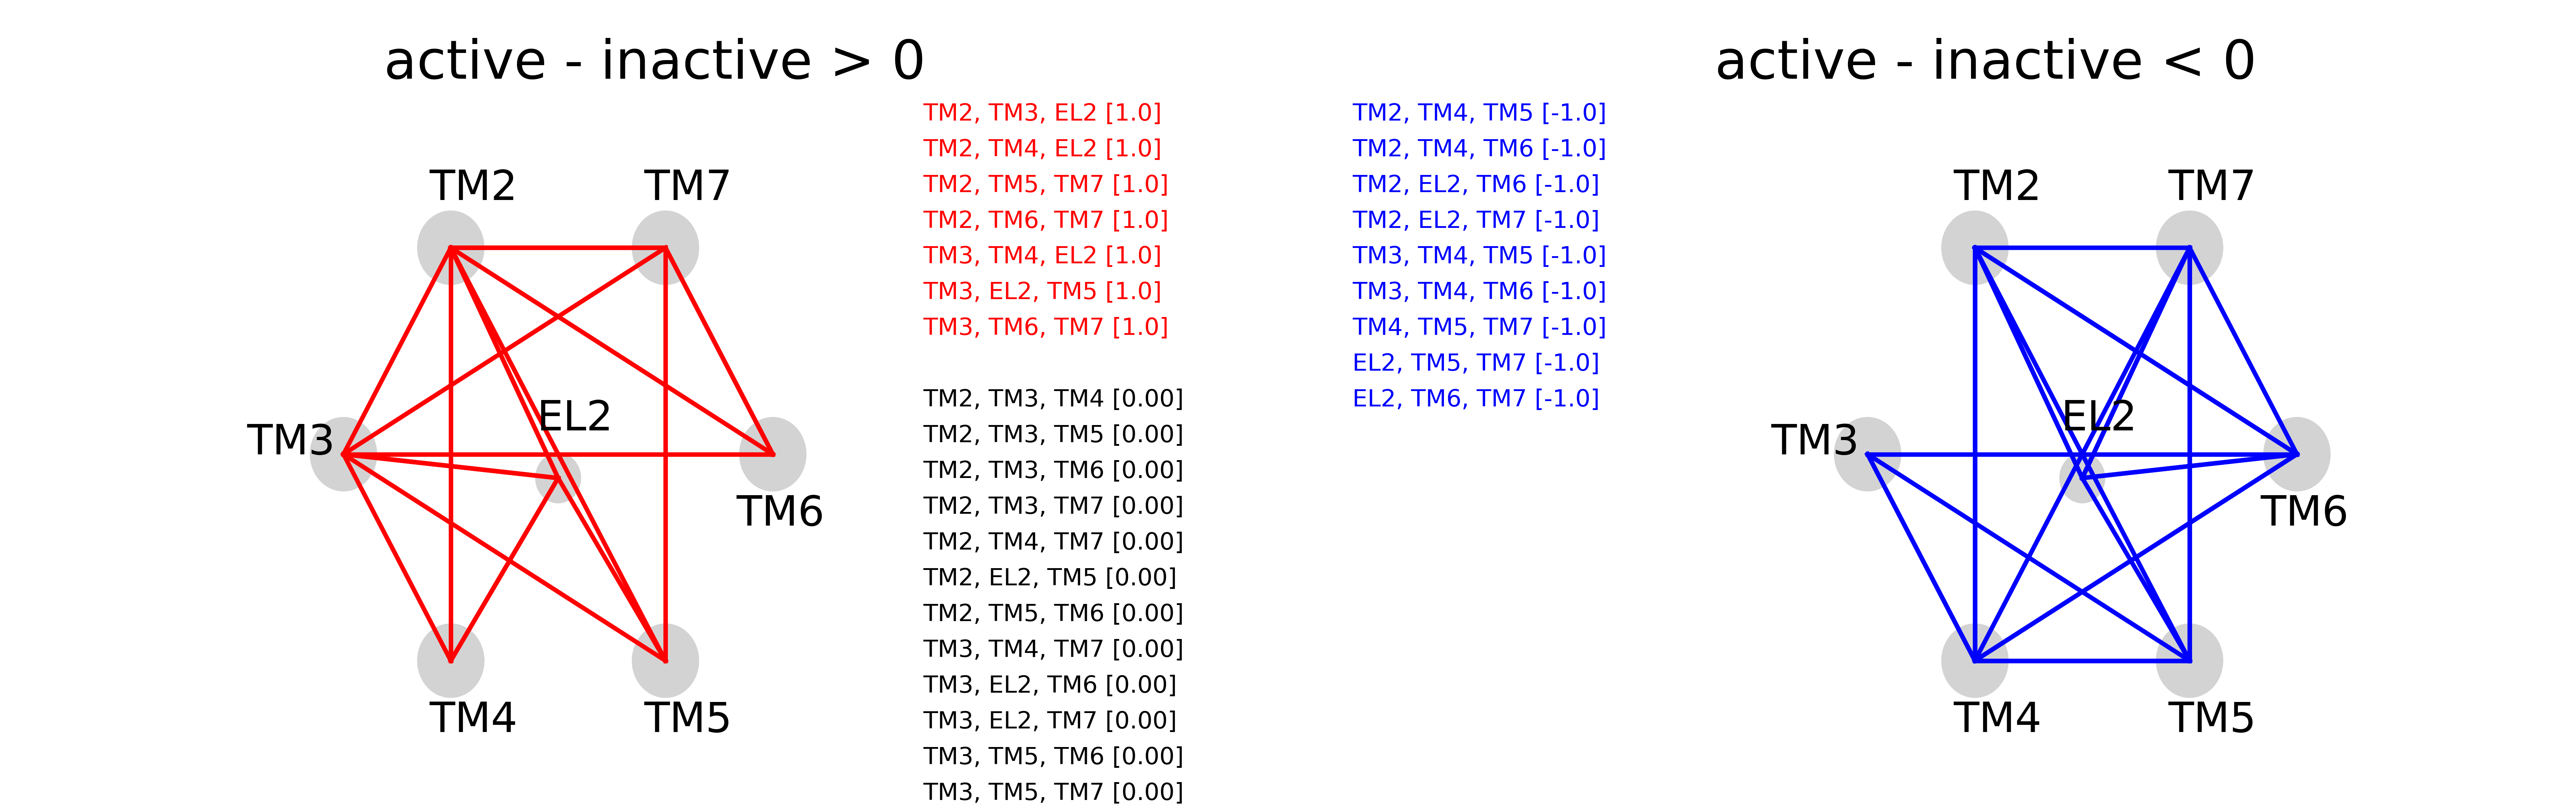 active - inactive > 0
TM2
TM7
EL2
TM3
TM6
TM4
TM5
TM2, TM3, EL2 [1.0]
TM2, TM4, EL2 [1.0]
TM2, TM5, TM7 [1.0]
TM2, TM6, TM7 [1.0]
TM3, TM4, EL2 [1.0]
TM3, EL2, TM5 [1.0]
TM3, TM6, TM7 [1.0]
TM2, TM3, TM4 [0.00]
TM2, TM3, TM5 [0.00]
TM2, TM3, TM6 [0.00]
TM2, TM3, TM7 [0.00]
TM2, TM4, TM7 [0.00]
TM2, EL2, TM5 [0.00]
TM2, TM5, TM6 [0.00]
TM3, TM4, TM7 [0.00]
TM3, EL2, TM6 [0.00]
TM3, EL2, TM7 [0.00]
TM3, TM5, TM6 [0.00]
TM3, TM5, TM7 [0.00]
TM2, TM4, TM5 [-1.0]
TM2, TM4, TM6 [-1.0]
TM2, EL2, TM6 [-1.0]
TM2, EL2, TM7 [-1.0]
TM3, TM4, TM5 [-1.0]
TM3, TM4, TM6 [-1.0]
TM4, TM5, TM7 [-1.0]
EL2, TM5, TM7 [-1.0]
EL2, TM6, TM7 [-1.0]
active - inactive < 0
TM2
TM7
EL2
TM3
TM6
TM4
TM5